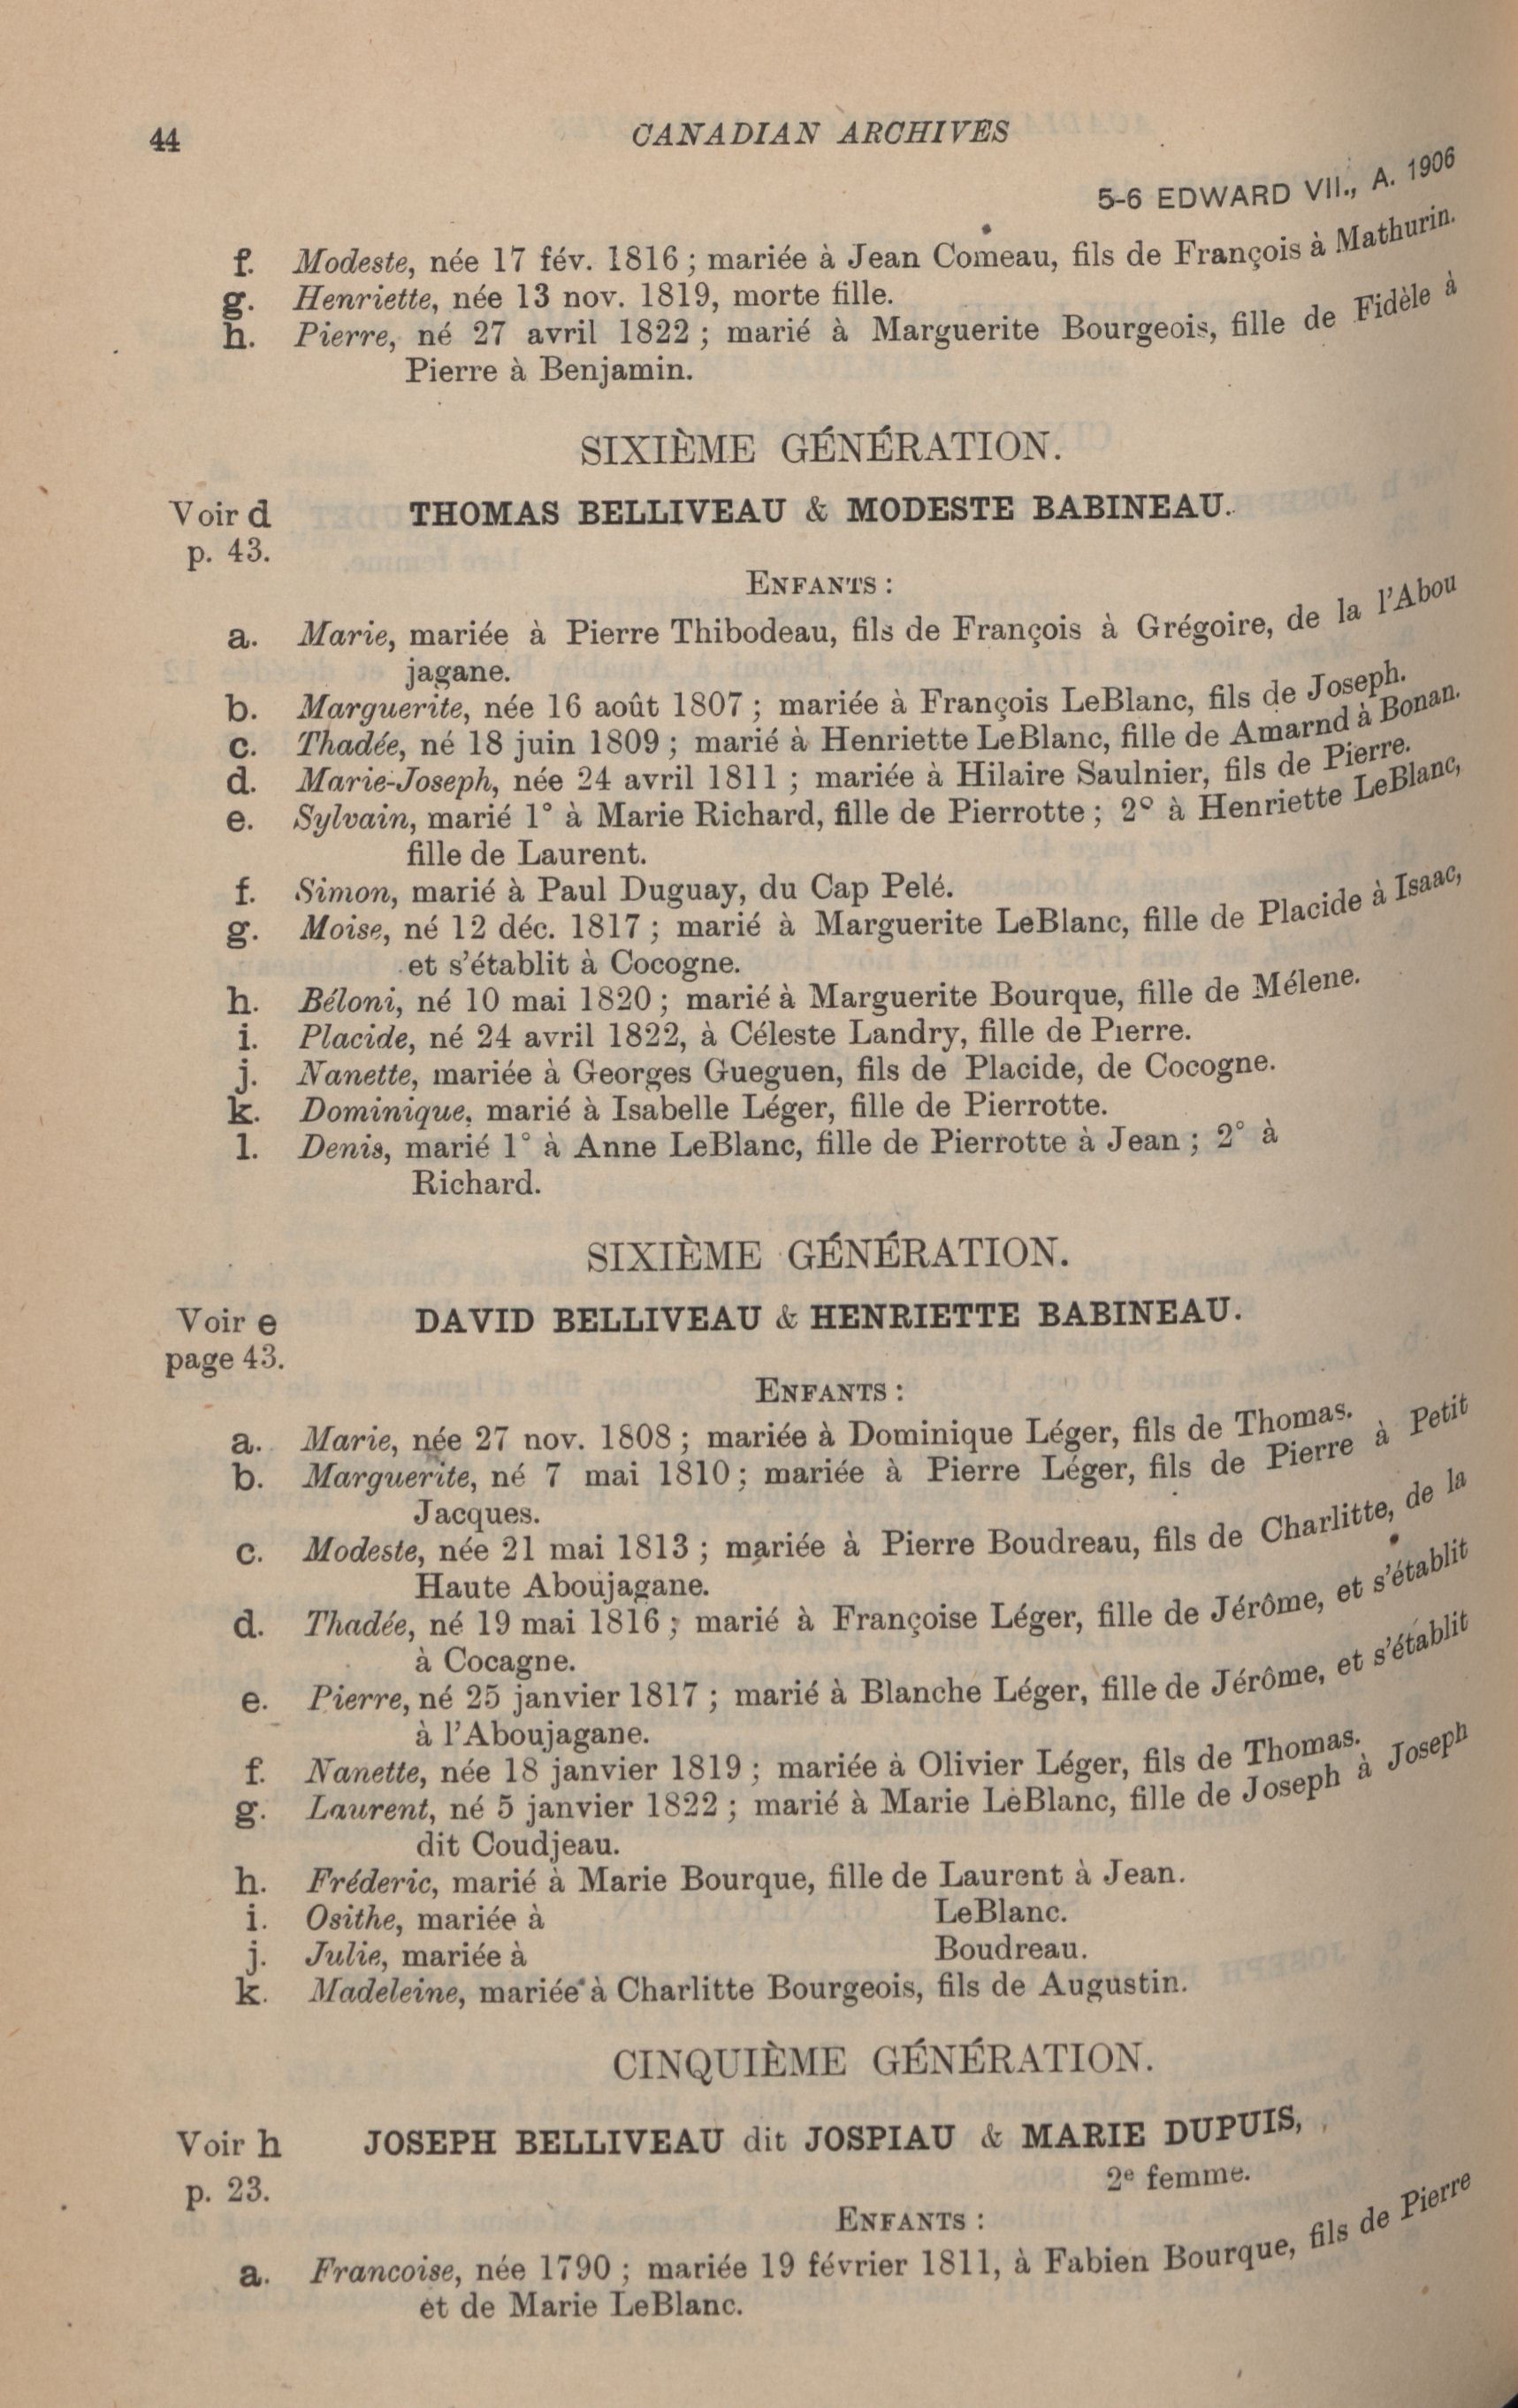 44
CANADIAN ARCHIVES
5-6 EDWARD VII., A. 1906
f. Modeste, née 17 fév. 1816 ; mariée à Jean Comeau, fils de François à Mathurin.
g. Henriette, née 13 nov. 1819, morte fille.
h. Pierre, né 27 avril 1822 ; marié à Marguerite Bourgeois, fille de Fidèle à
Pierre à Benjamin.
SIXIÈME GÉNÉRATION.
Voir d THOMAS BELLIVEAU & MODESTE BABINEAU.
p. 43.
ENFANTS :
a. Marie, mariée à Pierre Thibodeau, fils de François à Grégoire, de la l'Abou
jagane.
b. Marguerite, née 16 août 1807 ; mariée à François LeBlanc, fils de Joseph.
c. Thadée, né 18 juin 1809 ; marié à Henriette LeBlanc, fille de Amarnd à Bonan.
d. Marie-Joseph, née 24 avril 1811 ; mariée à Hilaire Saulnier, fils de Pierre.
e. Sylvain, marié 1° à Marie Richard, fille de Pierrotte ; 2° à Henriette LeBlanc,
fille de Laurent.
f. Simon, marié à Paul Duguay, du Cap Pelé.
g. Moise, né 12 déc. 1817 ; marié à Marguerite LeBlanc, fille de Placide à Isaac,
et s'établit à Cocogne.
h. Béloni, né 10 mai 1820 ; marié à Marguerite Bourque, fille de Mélene.
i. Placide, né 24 avril 1822, à Céleste Landry, fille de Pierre.
j. Nanette, mariée à Georges Gueguen, fils de Placide, de Cocogne.
k. Dominique, marié à Isabelle Léger, fille de Pierrotte.
l. Denis, marié 1° à Anne LeBlanc, fille de Pierrotte à Jean ; 2° à
Richard.
SIXIÈME GÉNÉRATION.
Voir e DAVID BELLIVEAU & HENRIETTE BABINEAU.
page 43.
ENFANTS :
a. Marie, née 27 nov. 1808 ; mariée à Dominique Léger, fils de Thomas.
b. Marguerite, né 7 mai 1810 ; mariée à Pierre Léger, fils de Pierre à Petit
Jacques.
c. Modeste, née 21 mai 1813 ; mariée à Pierre Boudreau, fils de Charlitte, de la
Haute Aboujagane.
d. Thadée, né 19 mai 1816 ; marié à Françoise Léger, fille de Jérôme, et s'établit
à Cocagne.
e. Pierre, né 25 janvier 1817 ; marié à Blanche Léger, fille de Jérôme, et s'établit
à l'Aboujagane.
f. Nanette, née 18 janvier 1819 ; mariée à Olivier Léger, fils de Thomas.
g. Laurent, né 5 janvier 1822 ; marié à Marie LeBlanc, fille de Joseph à Joseph
dit Coudjeau.
h. Fréderic, marié à Marie Bourque, fille de Laurent à Jean.
i. Osithe, mariée à LeBlanc.
j. Julie, mariée à Boudreau.
k. Madeleine, mariée à Charlitte Bourgeois, fils de Augustin.
CINQUIÈME GÉNÉRATION.
Voir h JOSEPH BELLIVEAU dit JOSPIAU & MARIE DUPUIS,
p. 23. 2e femme.
ENFANTS :
a. Francoise, née 1790 ; mariée 19 février 1811, à Fabien Bourque, fils de Pierre
et de Marie LeBlanc.